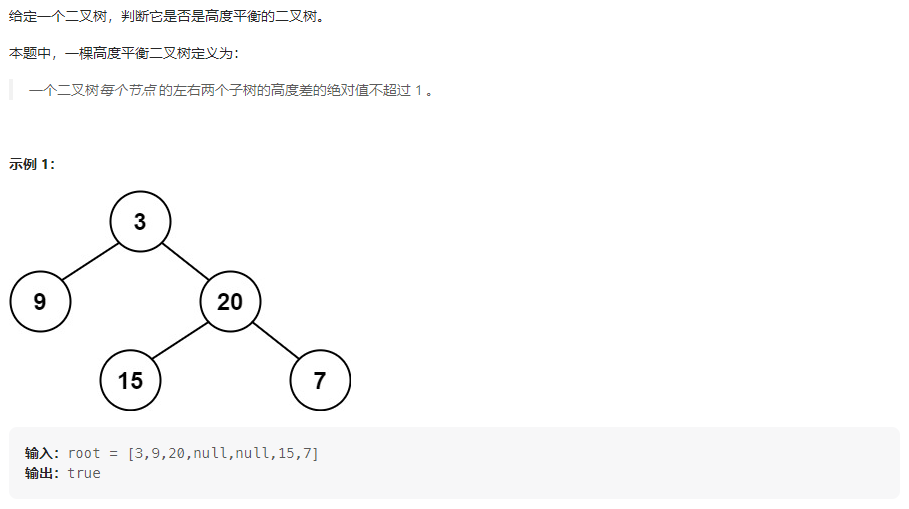 给定一个二叉树，判断它是否是高度平衡的二叉树。
本题中，一棵高度平衡二叉树定义为：
一个二叉树每个节点 的左右两个子树的高度差的绝对值不超过 1 。
示例 1：
3
9
20
15
7
输入：root = [3,9,20,null,null,15,7]
输出：true